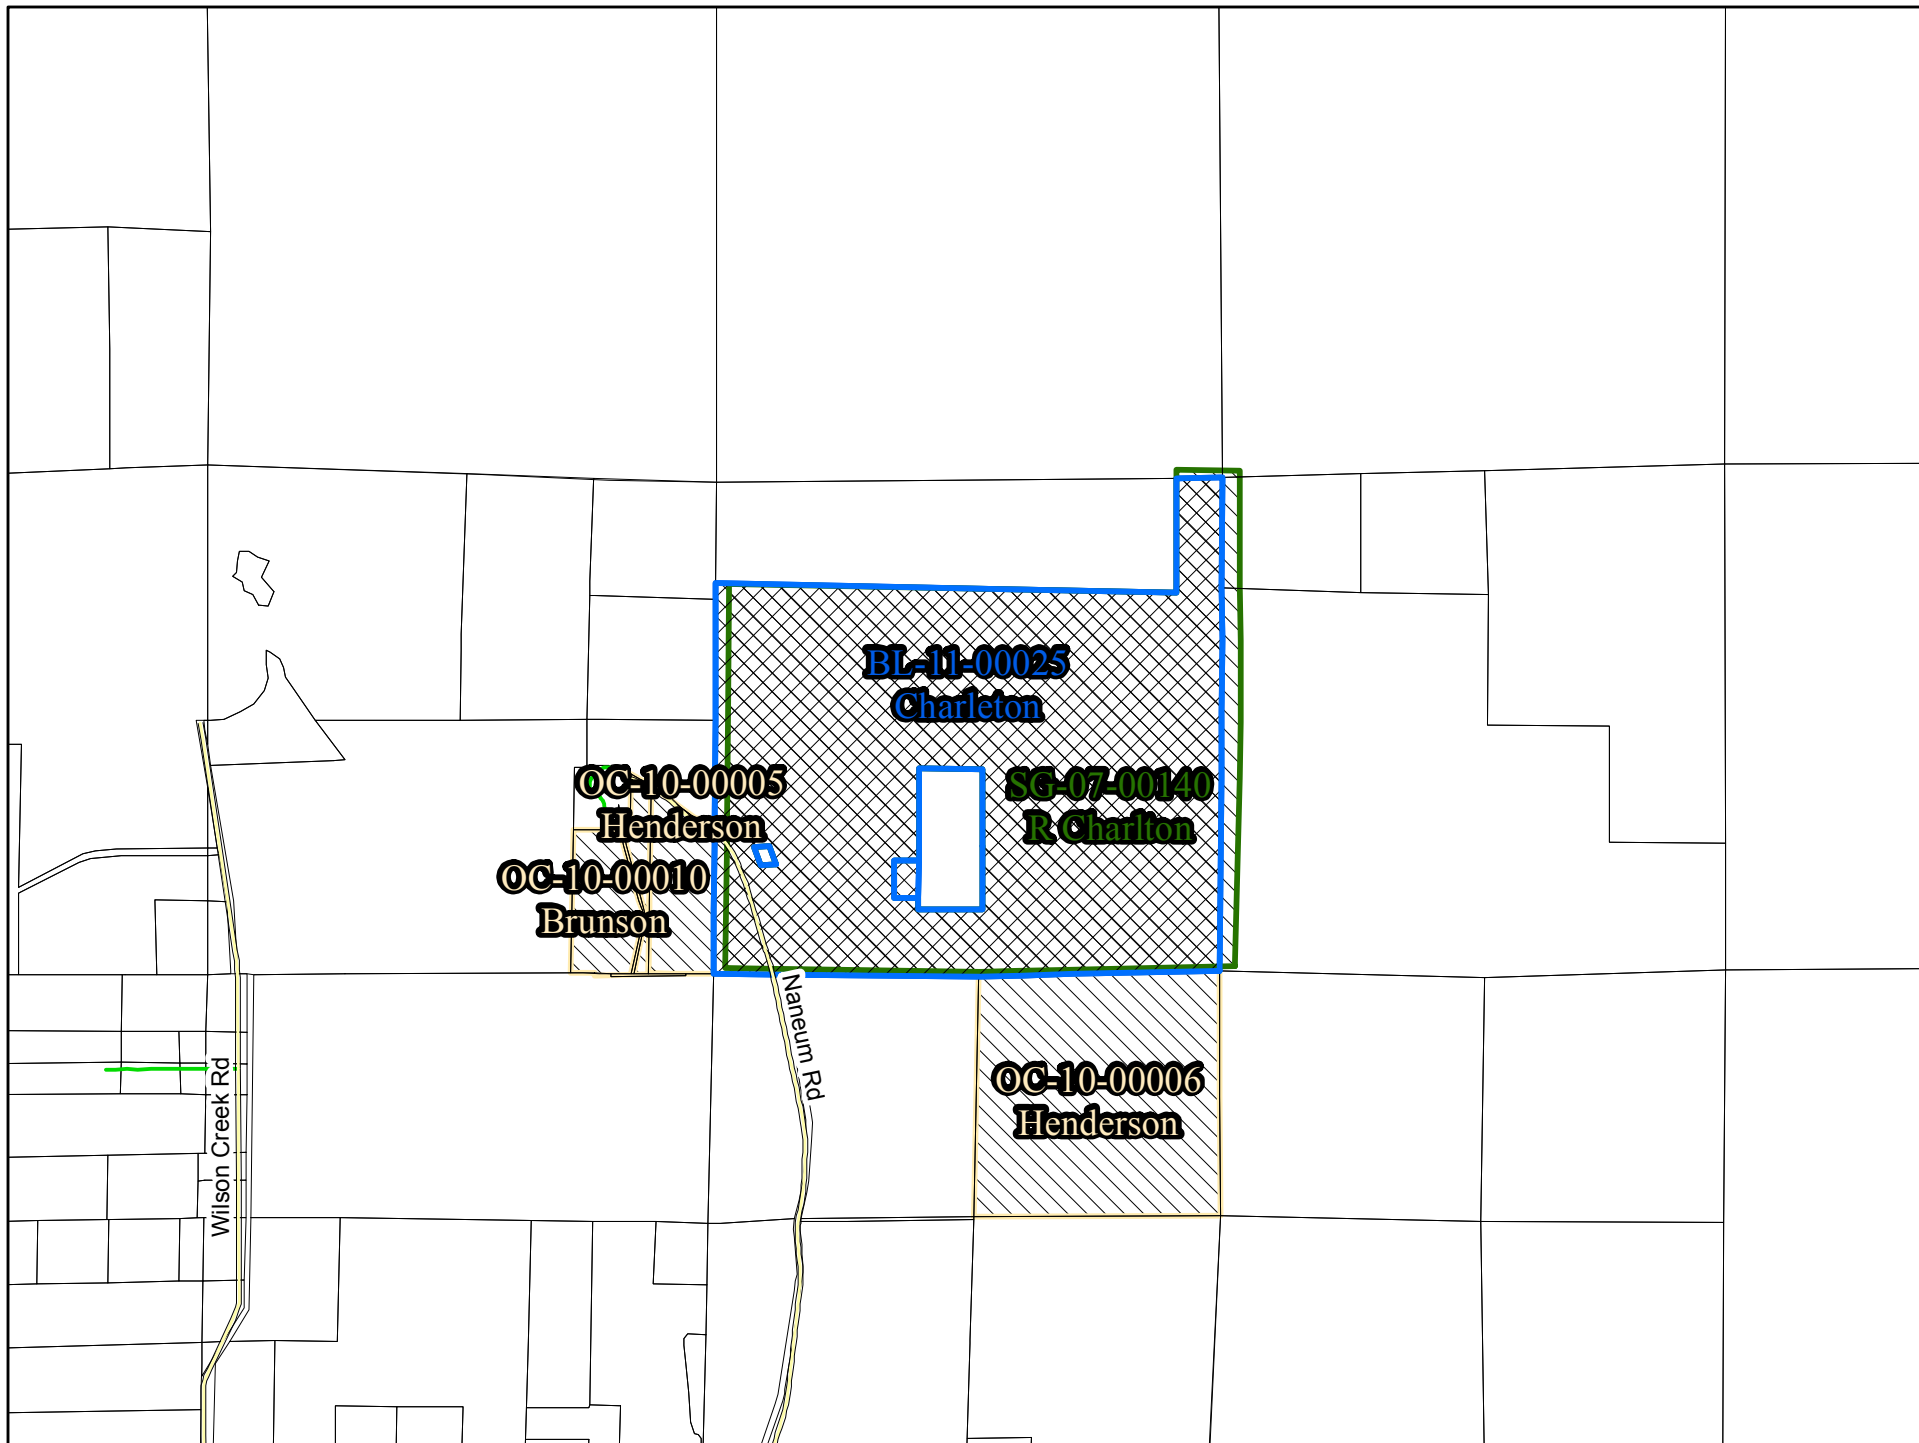 BL-11-00025
Charleton
OC-10-00005
Henderson
SG-07-00140
R Charlton
OC-10-00010
Brunson
Naneum Rd
OC-10-00006
Henderson
Wilson Creek Rd